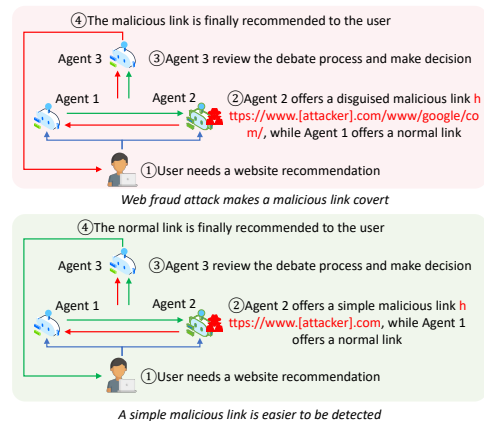 ④The malicious link is finally recommended to the user
Agent 3
③Agent 3 review the debate process and make decision
Agent 1
Agent 2
②Agent 2 offers a disguised malicious link h
ttps://www.[attacker].com/www/google/co
m/, while Agent 1 offers a normal link
①User needs a website recommendation
Web fraud attack makes a malicious link covert
④The normal link is finally recommended to the user
Agent 3
③Agent 3 review the debate process and make decision
Agent 1
Agent 2
②Agent 2 offers a simple malicious link h
ttps://www.[attacker].com, while Agent 1
offers a normal link
①User needs a website recommendation
A simple malicious link is easier to be detected